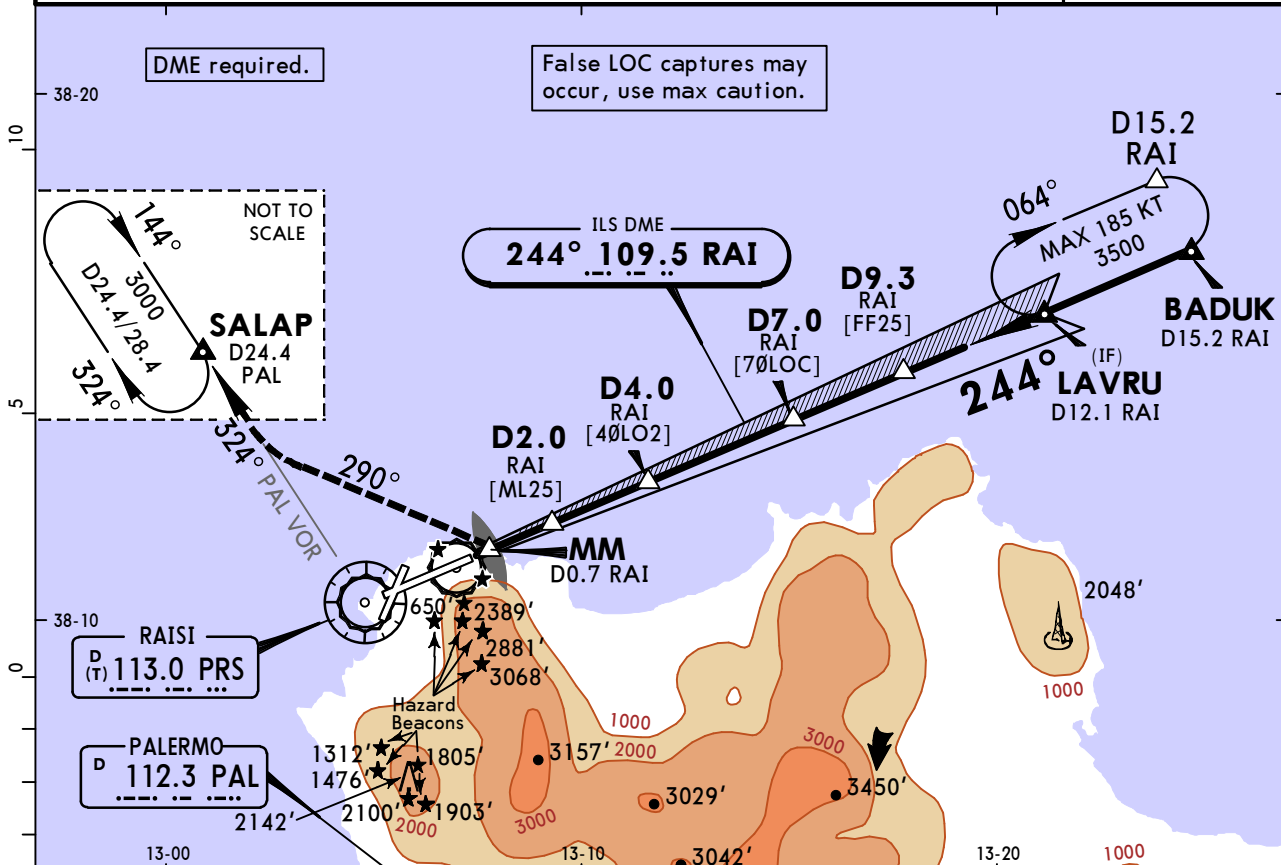 DME required.
False LOC captures may
occur, use max caution.
38-20
10
D15.2
RAI
NOT TO
SCALE
144°
3000
D24.4/28.4
324°
SALAP
D24.4
PAL
ILS DME
244° 109.5 RAI
064°
MAX 185 KT
3500
BADUK
D15.2 RAI
D9.3
RAI
[FF25]
D7.0
RAI
[7ØLOC]
(IF)
LAVRU
D12.1 RAI
244°
5
D4.0
RAI
[4ØLO2]
D2.0
RAI
[ML25]
324° PAL VOR
290°
MM
D0.7 RAI
38-10
RAISI
D
(T) 113.0 PRS
650'
2389'
2881'
3068'
2048'
1000
0
Hazard
Beacons
1000
2000
3000
PALERMO
D 112.3 PAL
1312'
1476'
1805'
2100'
1903'
2142'
2000
3157'
3000
3029'
3450'
3042'
13-00
13-10
13-20
1000